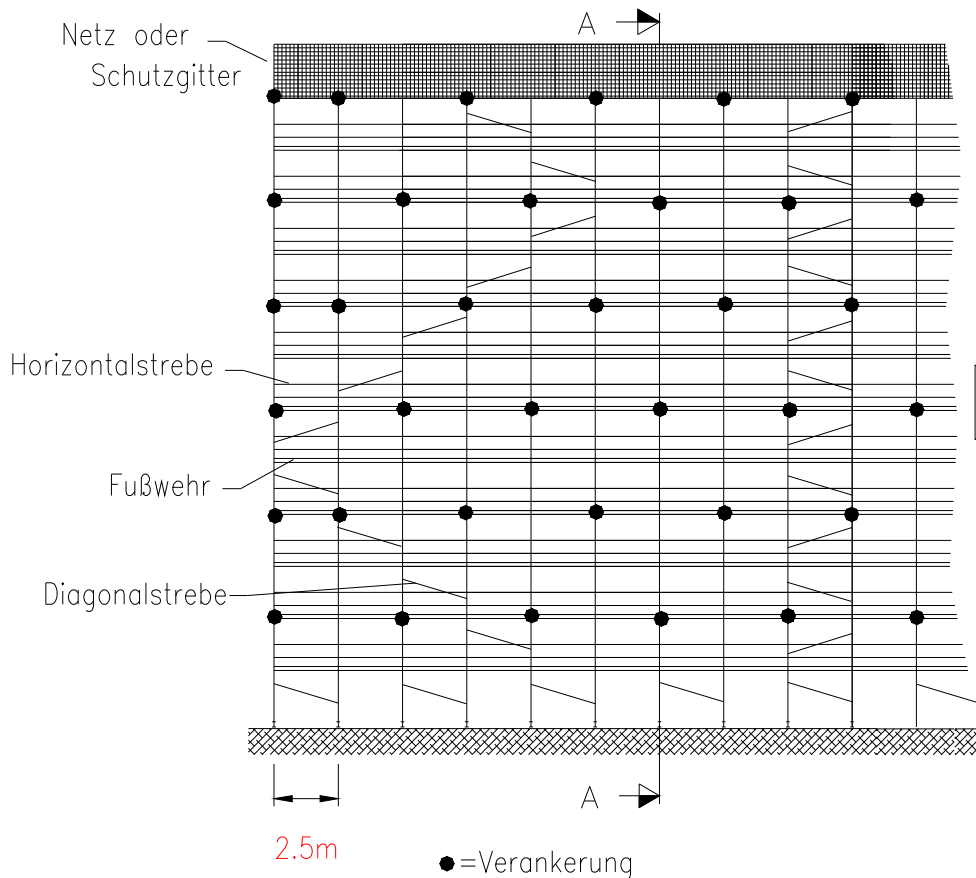 A
Netz oder
Schutzgitter
Horizontalstrebe
Fußwehr
Diagonalstrebe
A
2.5m
=Verankerung